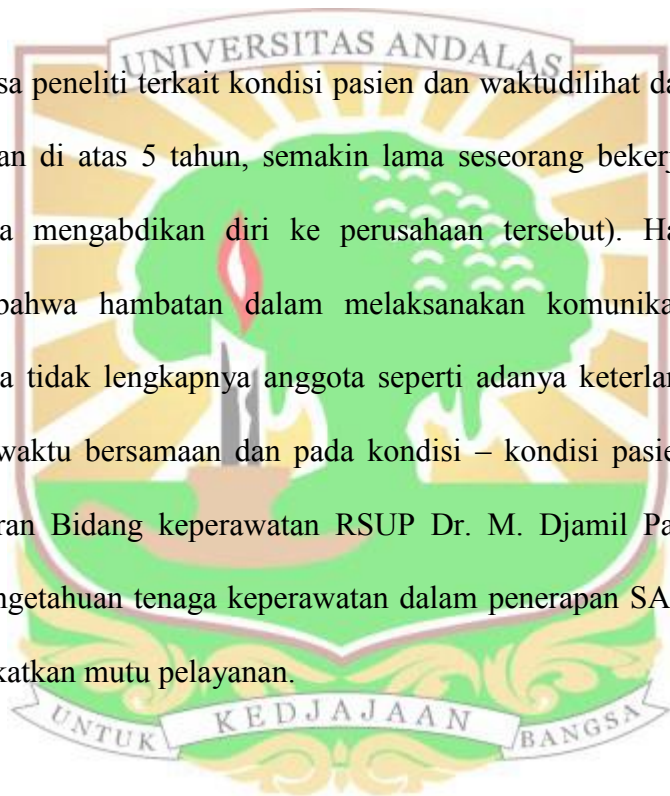 UNIVERSITAS ANDALAS
sa peneliti terkait kondisi pasien dan waktudilihat da
an di atas 5 tahun, semakin lama seseorang bekerj
a mengabdikan diri ke perusahaan tersebut). Ha
bahwa hambatan dalam melaksanakan komunika
a tidak lengkapnya anggota seperti adanya keterlam
waktu bersamaan dan pada kondisi – kondisi pasie
ran Bidang keperawatan RSUP Dr. M. Djamil Pa
ngetahuan tenaga keperawatan dalam penerapan SA
katkan mutu pelayanan.
UNTUK KEDJAJAAN BANGSA